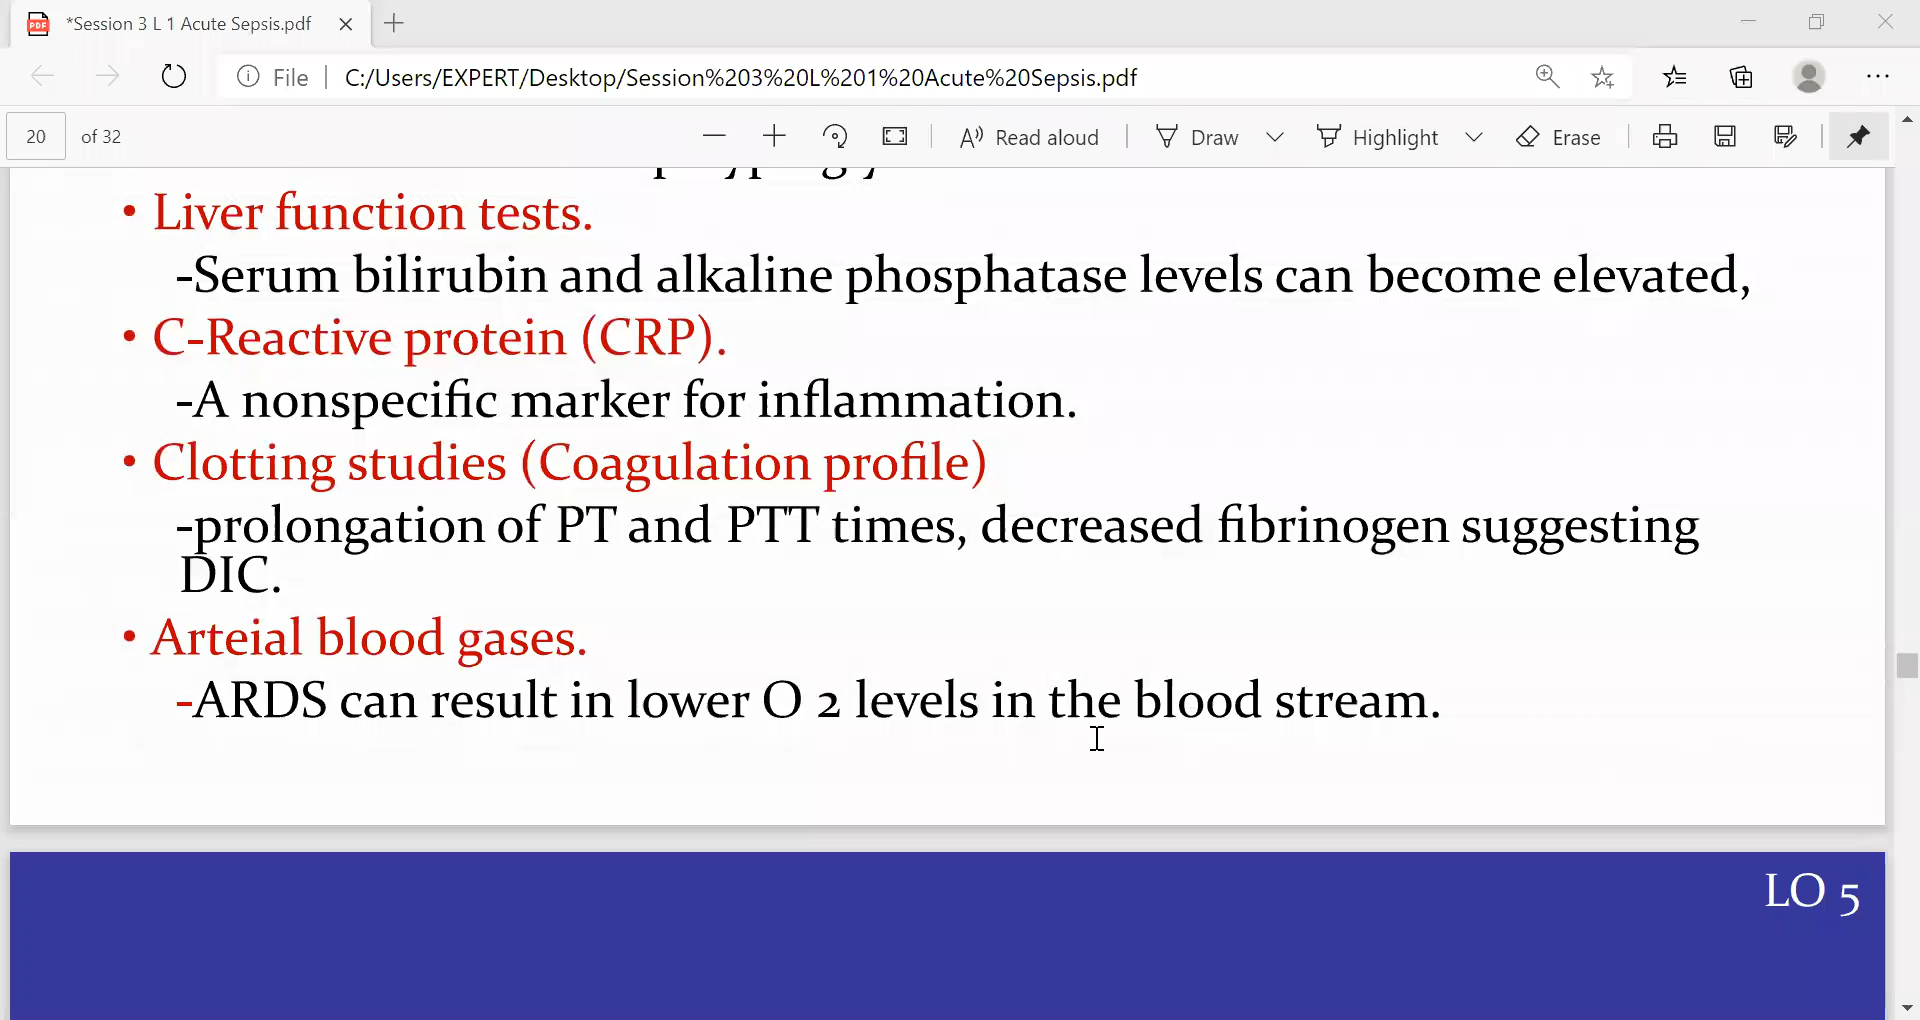 *Session 3 L 1 Acute Sepsis.pdf
File | C:/Users/EXPERT/Desktop/Session%203%20L%201%20Acute%20Sepsis.pdf
20 of 32 Read aloud Draw Highlight Erase
• Liver function tests.
-Serum bilirubin and alkaline phosphatase levels can become elevated,
• C-Reactive protein (CRP).
-A nonspecific marker for inflammation.
• Clotting studies (Coagulation profile)
-prolongation of PT and PTT times, decreased fibrinogen suggesting
DIC.
• Arteial blood gases.
-ARDS can result in lower O 2 levels in the blood stream.
LO 5